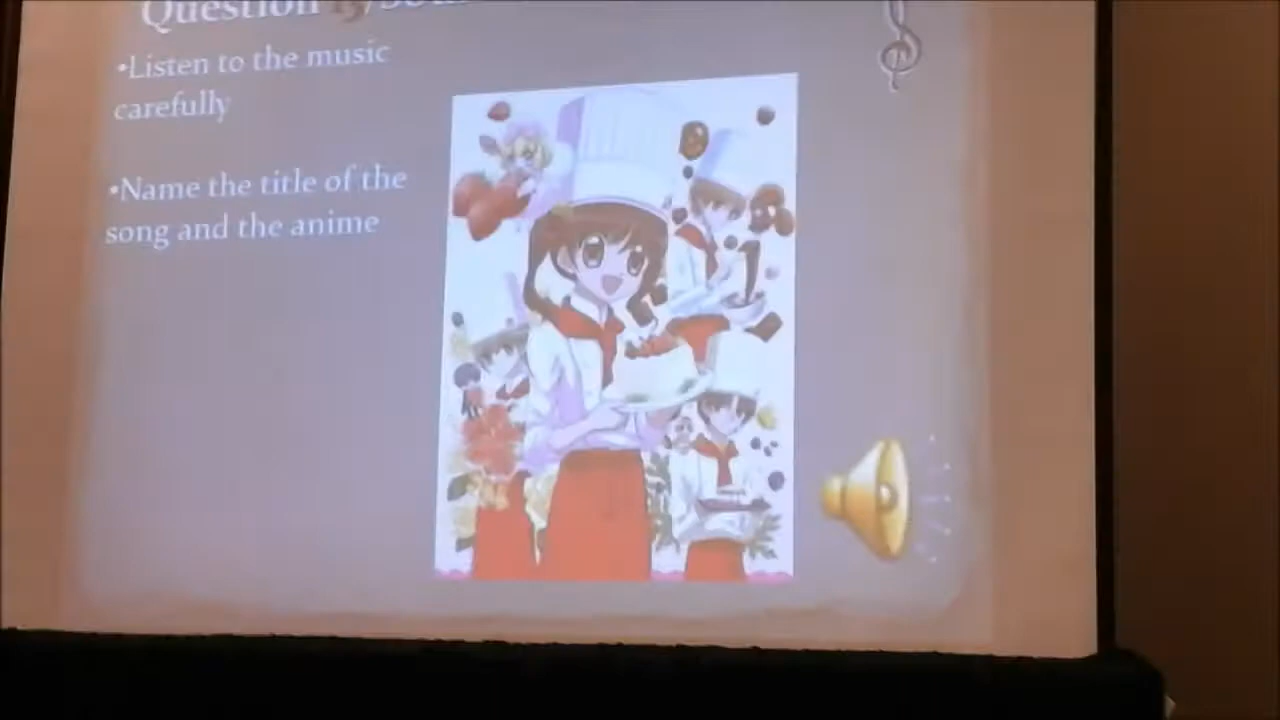 Question
•Listen to the music
carefully
•Name the title of the
song and the anime